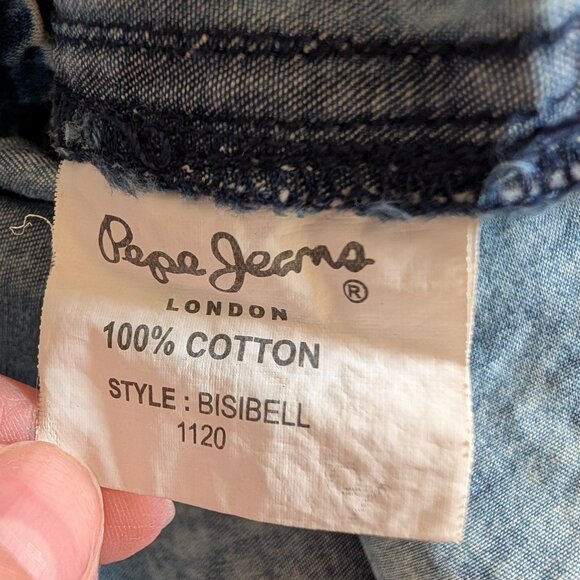 Pepe Jeans
®
LONDON
100% COTTON
STYLE : BISIBELL
1120